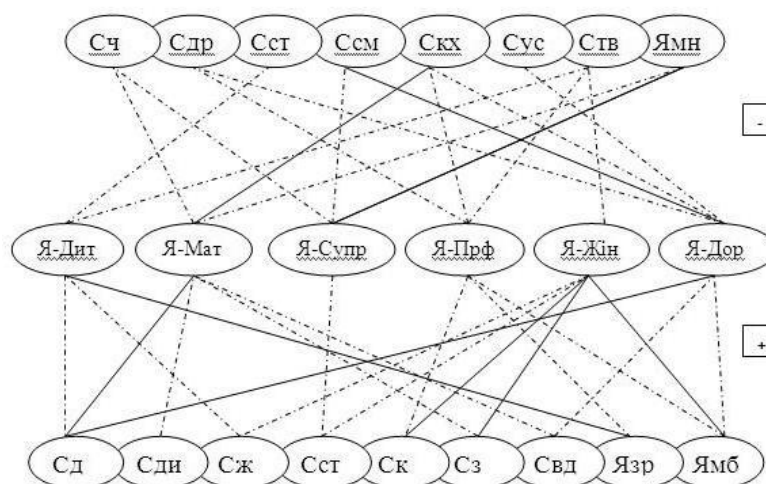 Сч Сдр Сст Ссм Скх Сус Ств Ямн
-
Я-Дит Я-Мат Я-Супр Я-Прф Я-Жін Я-Дор
+
Сд Сди Сж Сст Ск Сз Свд Язр Ямб